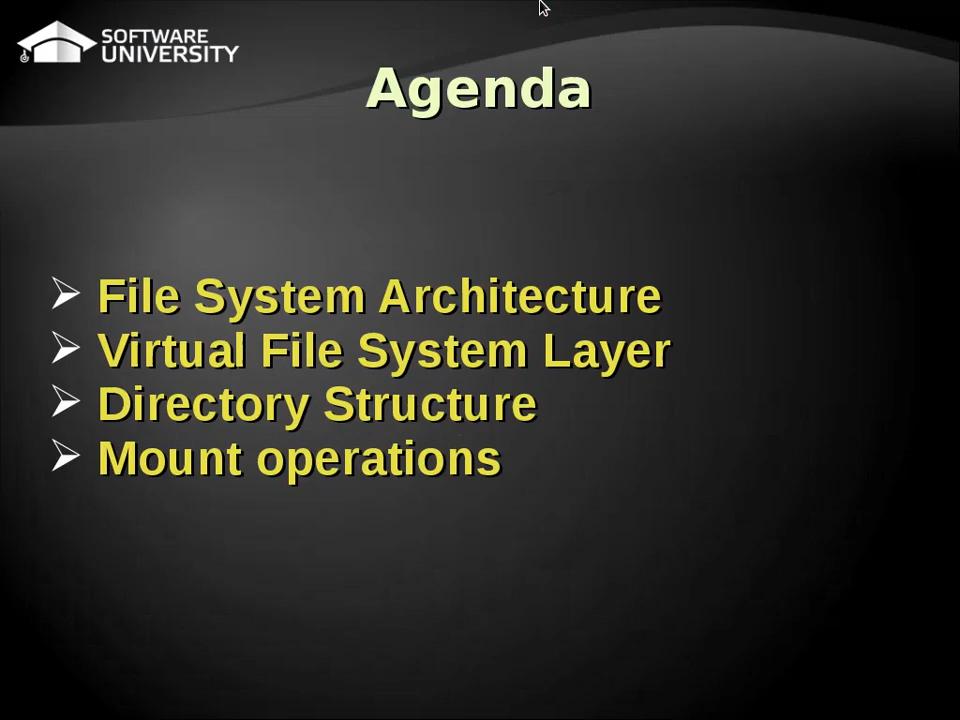 SOFTWARE
UNIVERSITY
Agenda
File System Architecture
Virtual File System Layer
Directory Structure
Mount operations